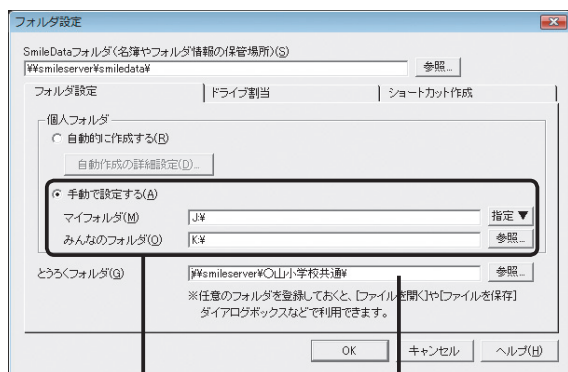 フォルダ設定
SmileDataフォルダ(名簿やフォルダ情報の保管場所)(S)
¥¥smileserver¥smiledata¥
参照...
フォルダ設定 ドライブ割当 ショートカット作成
個人フォルダ
自動的に作成する(R)
自動作成の詳細設定(D)...
手動で設定する(A)
マイフォルダ(M) J:¥ 指定 ▼
みんなのフォルダ(O) K:¥ 参照...
とうろくフォルダ(G) ¥¥smileserver¥〇山小学校共通¥ 参照...
※任意のフォルダを登録しておくと、[ファイルを開く]や[ファイルを保存]
ダイアログボックスなどで利用できます。
OK キャンセル ヘルプ(H)